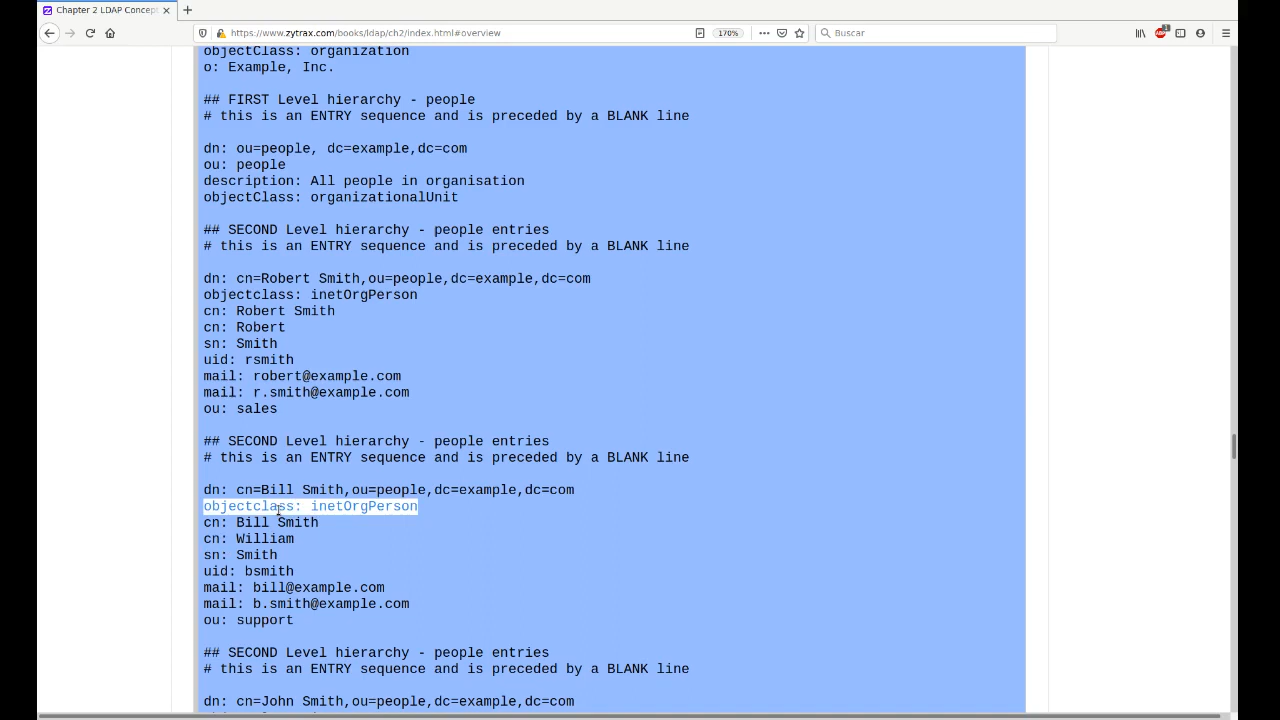 Chapter 2 LDAP Concep
https://www.zytrax.com/books/ldap/ch2/index.html#overview
170%
Buscar
objectClass: organization
o: Example, Inc.
## FIRST Level hierarchy - people
# this is an ENTRY sequence and is preceded by a BLANK line
dn: ou=people, dc=example,dc=com
ou: people
description: All people in organisation
objectClass: organizationalUnit
## SECOND Level hierarchy - people entries
# this is an ENTRY sequence and is preceded by a BLANK line
dn: cn=Robert Smith,ou=people,dc=example,dc=com
objectclass: inetOrgPerson
cn: Robert Smith
cn: Robert
sn: Smith
uid: rsmith
mail: robert@example.com
mail: r.smith@example.com
ou: sales
## SECOND Level hierarchy - people entries
# this is an ENTRY sequence and is preceded by a BLANK line
dn: cn=Bill Smith,ou=people,dc=example,dc=com
objectclass: inetOrgPerson
cn: Bill Smith
cn: William
sn: Smith
uid: bsmith
mail: bill@example.com
mail: b.smith@example.com
ou: support
## SECOND Level hierarchy - people entries
# this is an ENTRY sequence and is preceded by a BLANK line
dn: cn=John Smith,ou=people,dc=example,dc=com